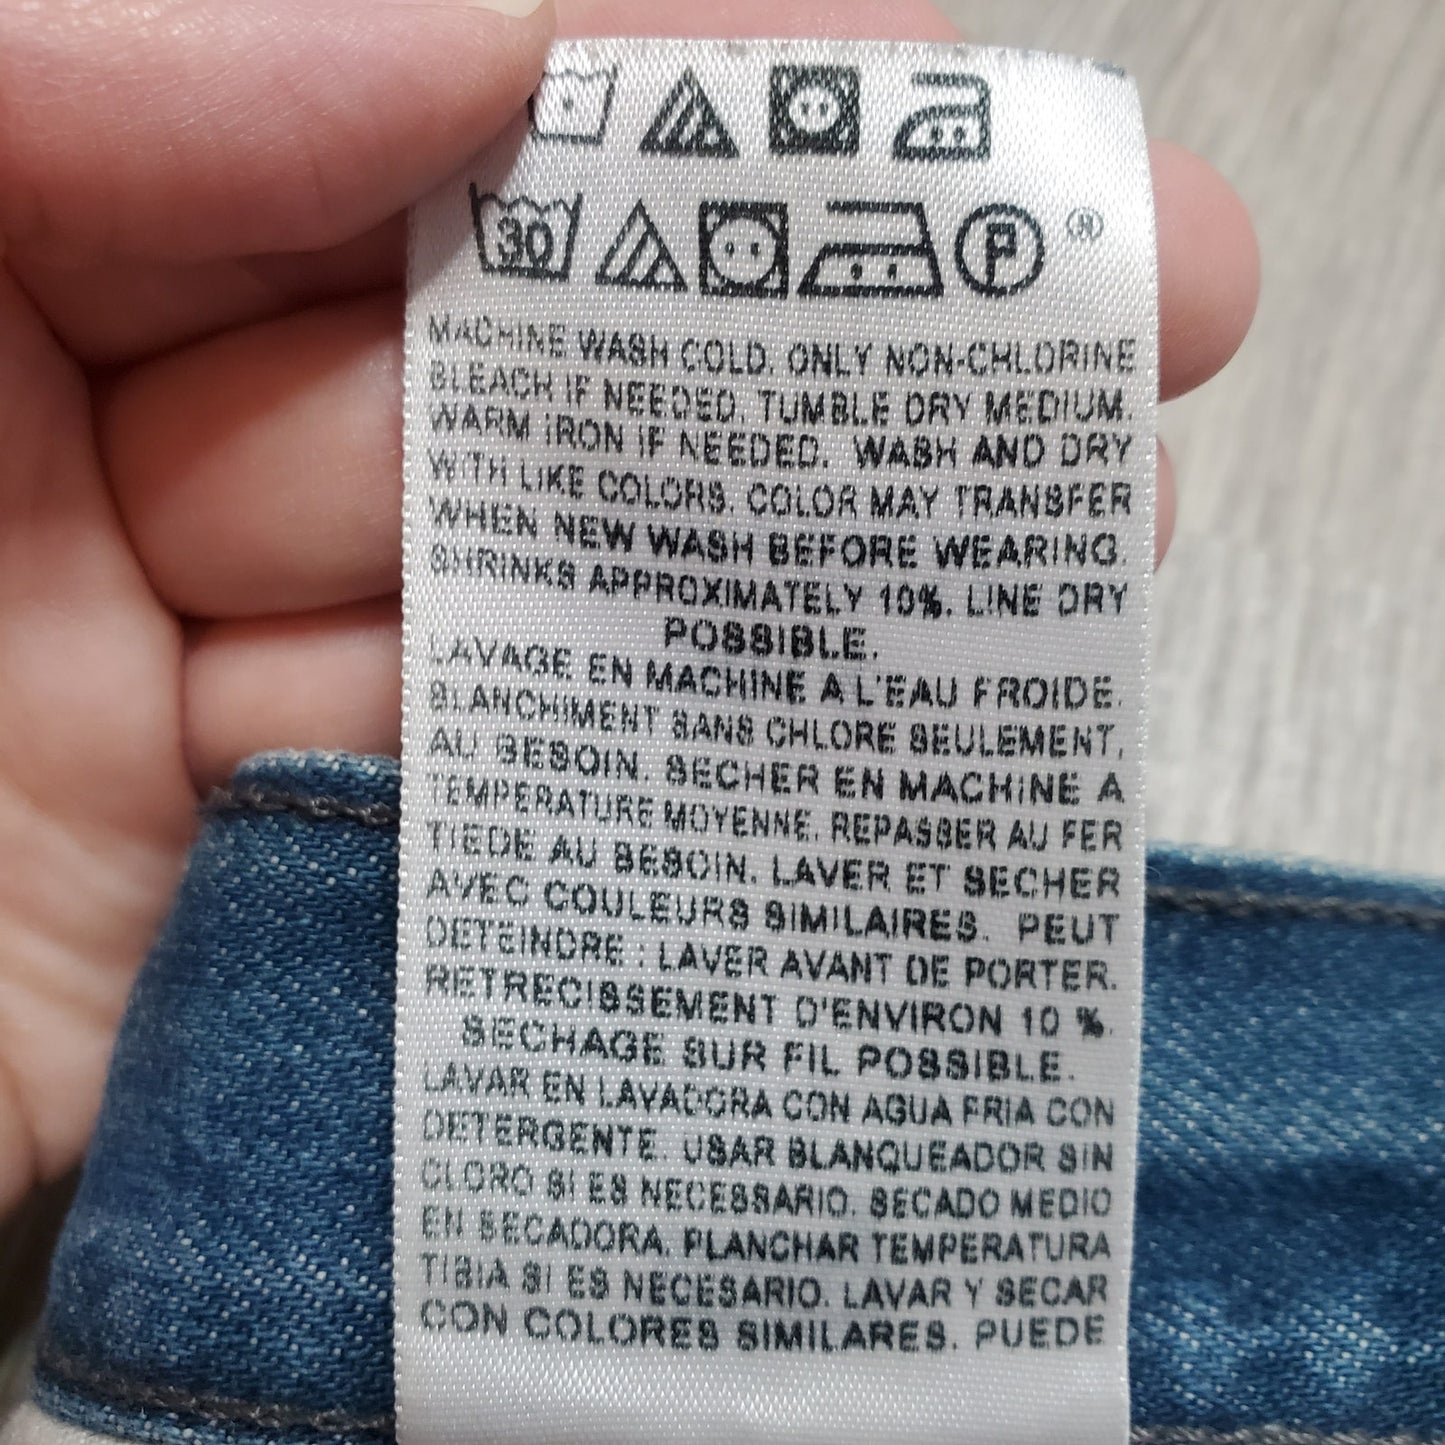 30 P ®
MACHINE WASH COLD. ONLY NON-CHLORINE
BLEACH IF NEEDED. TUMBLE DRY MEDIUM.
WARM IRON IF NEEDED. WASH AND DRY
WITH LIKE COLORS. COLOR MAY TRANSFER
WHEN NEW WASH BEFORE WEARING.
SHRINKS APPROXIMATELY 10%. LINE DRY
POSSIBLE.
LAVAGE EN MACHINE A L'EAU FROIDE.
BLANCHIMENT SANS CHLORE SEULEMENT,
AU BESOIN. SECHER EN MACHINE A
TEMPERATURE MOYENNE. REPASSER AU FER
TIEDE AU BESOIN. LAVER ET SECHER
AVEC COULEURS SIMILAIRES. PEUT
DETEINDRE : LAVER AVANT DE PORTER.
RETRECISSEMENT D'ENVIRON 10 %.
SECHAGE SUR FIL POSSIBLE.
LAVAR EN LAVADORA CON AGUA FRIA CON
DETERGENTE. USAR BLANQUEADOR SIN
CLORO SI ES NECESSARIO. SECADO MEDIO
EN SECADORA. PLANCHAR TEMPERATURA
TIBIA SI ES NECESARIO. LAVAR Y SECAR
CON COLORES SIMILARES. PUEDE